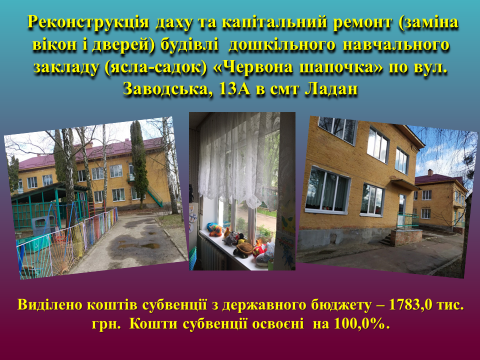 Реконструкція даху та капітальний ремонт (заміна
вікон і дверей) будівлі дошкільного навчального
закладу (ясла-садок) «Червона шапочка» по вул.
Заводська, 13А в смт Ладан
Виділено коштів субвенції з державного бюджету – 1783,0 тис.
грн. Кошти субвенції освоєні на 100,0%.